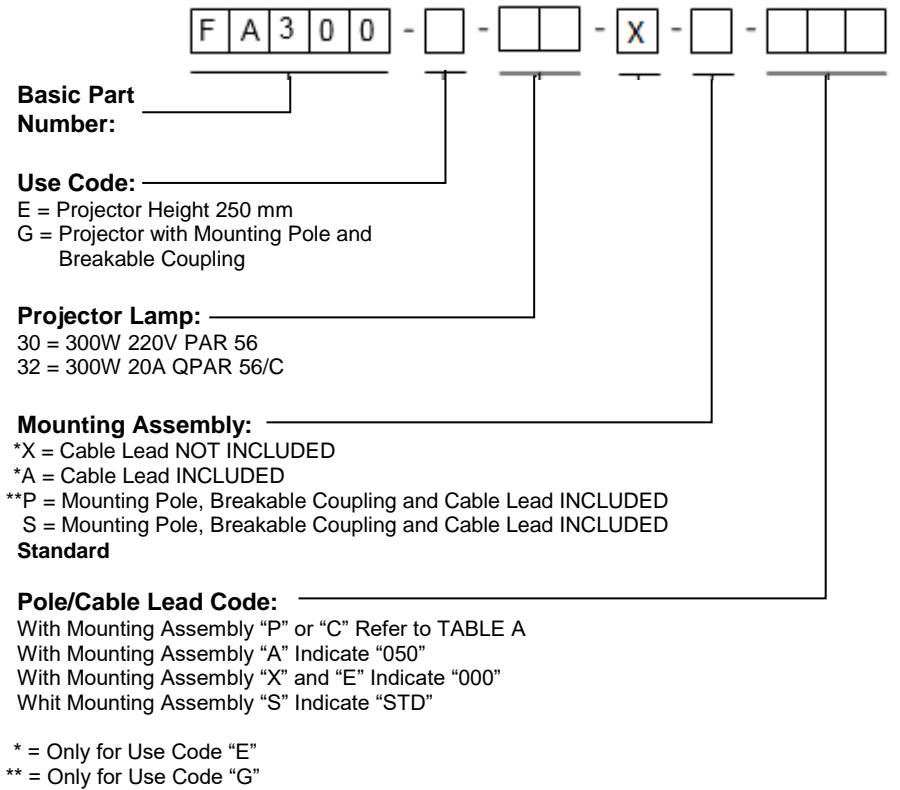 FA300 - - - X - -
Basic Part
Number:
Use Code:
E = Projector Height 250 mm
G = Projector with Mounting Pole and
Breakable Coupling
Projector Lamp:
30 = 300W 220V PAR 56
32 = 300W 20A QPAR 56/C
Mounting Assembly:
*X = Cable Lead NOT INCLUDED
*A = Cable Lead INCLUDED
**P = Mounting Pole, Breakable Coupling and Cable Lead INCLUDED
S = Mounting Pole, Breakable Coupling and Cable Lead INCLUDED
Standard
Pole/Cable Lead Code:
With Mounting Assembly “P” or “C” Refer to TABLE A
With Mounting Assembly “A” Indicate “050”
With Mounting Assembly “X” and “E” Indicate “000”
Whit Mounting Assembly “S” Indicate “STD”
* = Only for Use Code “E”
** = Only for Use Code “G”